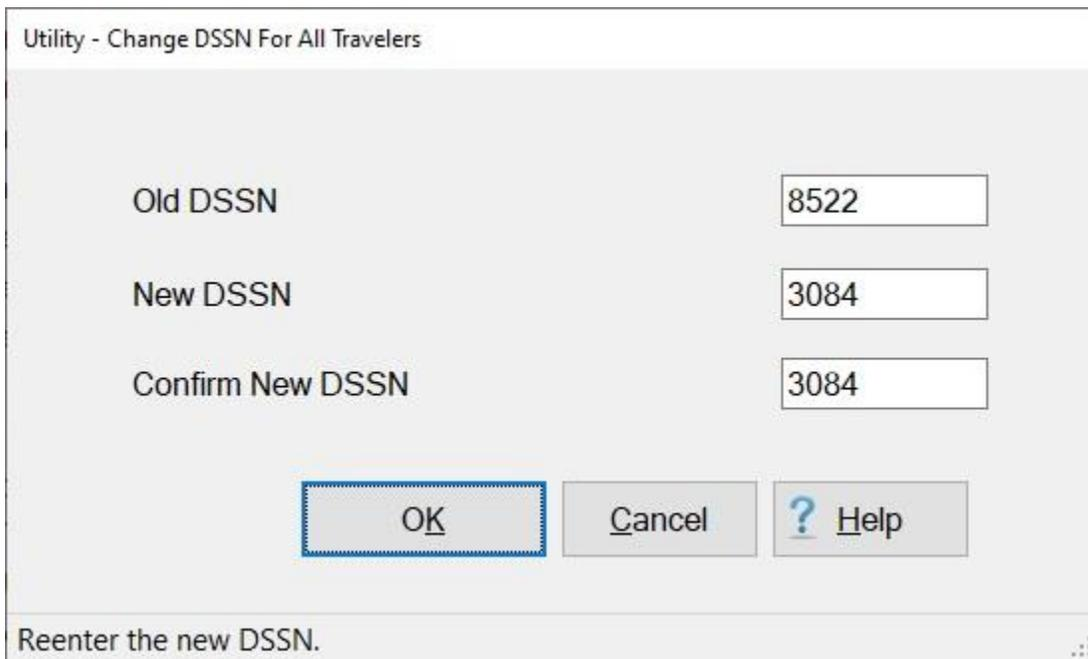 Utility - Change DSSN For All Travelers
Old DSSN 8522
New DSSN 3084
Confirm New DSSN 3084
OK Cancel ? Help
Reenter the new DSSN.